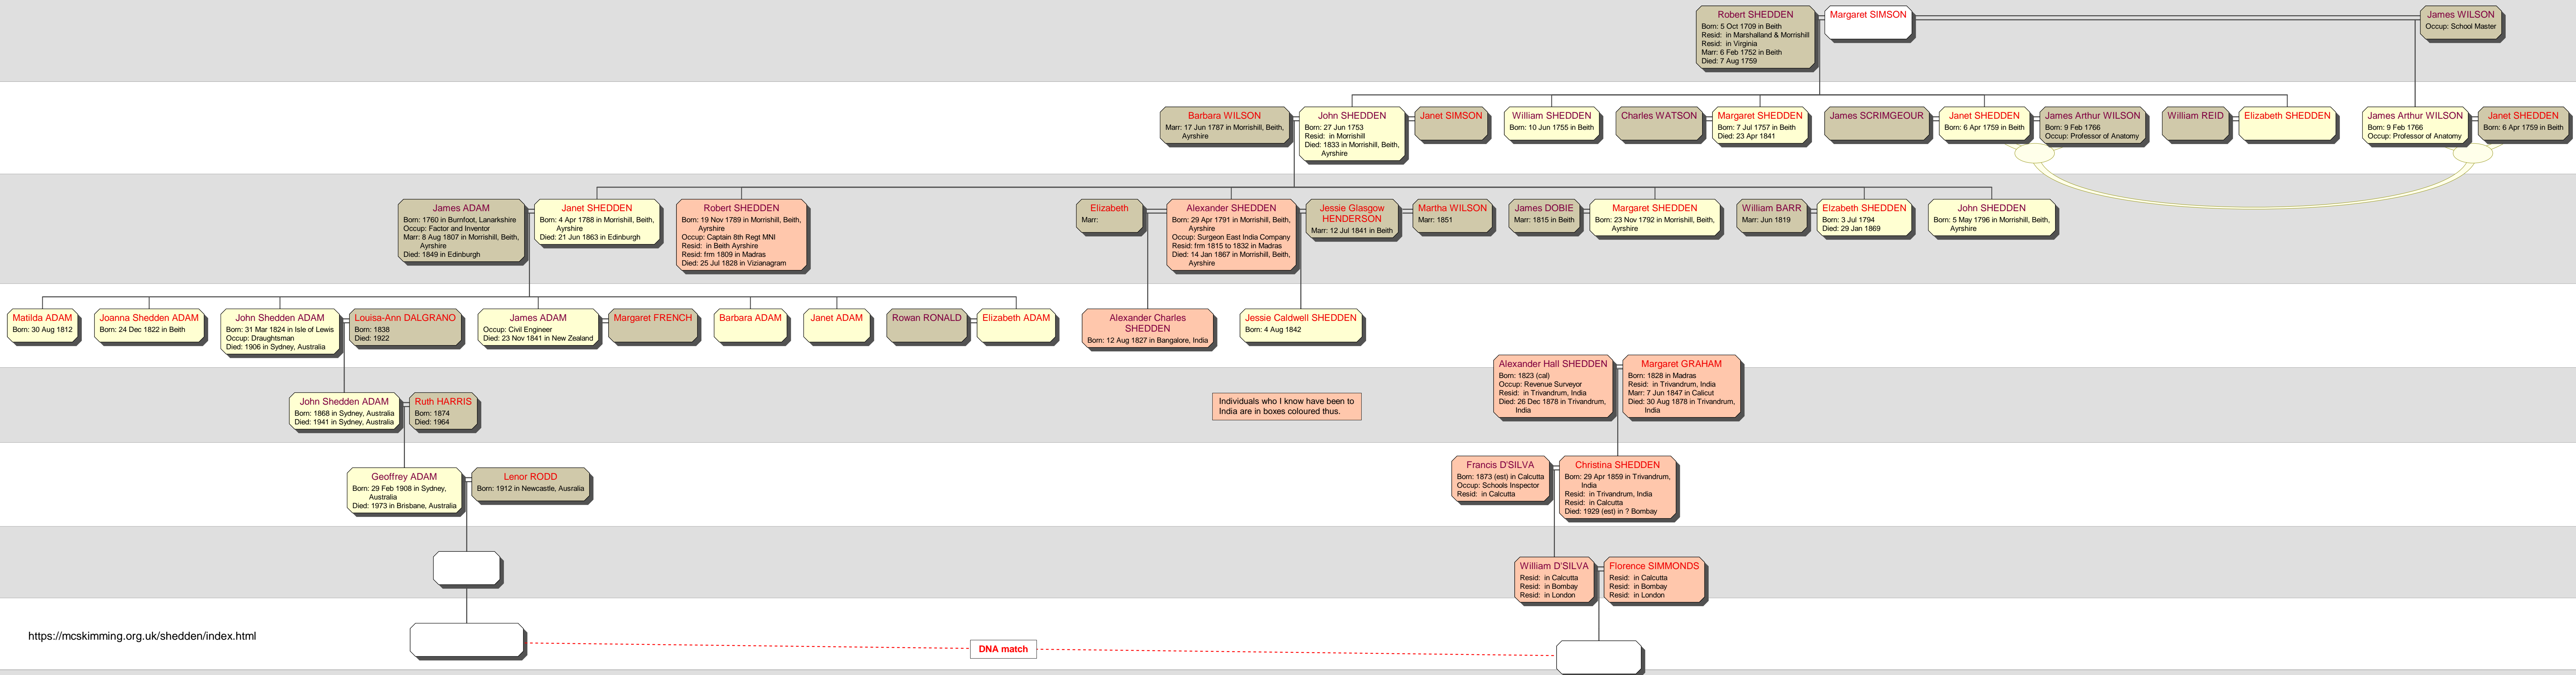 Robert SHEDDEN
Born: 5 Oct 1709 in Beith
Resid:  in Marshalland & Morrishill
Resid:  in Virginia
Marr: 6 Feb 1752 in Beith
Died: 7 Aug 1759
Margaret SIMSON
James WILSON
Occup: School Master
Barbara WILSON
Marr: 17 Jun 1787 in Morrishill, Beith,
Ayrshire
John SHEDDEN
Born: 27 Jun 1753
Resid:  in Morrishill
Died: 1833 in Morrishill, Beith,
Ayrshire
Janet SIMSON
William SHEDDEN
Born: 10 Jun 1755 in Beith
Charles WATSON
Margaret SHEDDEN
Born: 7 Jul 1757 in Beith
Died: 23 Apr 1841
James SCRIMGEOUR
Janet SHEDDEN
Born: 6 Apr 1759 in Beith
James Arthur WILSON
Born: 9 Feb 1766
Occup: Professor of Anatomy
William REID
Elizabeth SHEDDEN
James Arthur WILSON
Born: 9 Feb 1766
Occup: Professor of Anatomy
Janet SHEDDEN
Born: 6 Apr 1759 in Beith
James ADAM
Born: 1760 in Burnfoot, Lanarkshire
Occup: Factor and Inventor
Marr: 8 Aug 1807 in Morrishill, Beith,
Ayrshire
Died: 1849 in Edinburgh
Janet SHEDDEN
Born: 4 Apr 1788 in Morrishill, Beith,
Ayrshire
Died: 21 Jun 1863 in Edinburgh
Robert SHEDDEN
Born: 19 Nov 1789 in Morrishill, Beith,
Ayrshire
Occup: Captain 8th Regt MNI
Resid:  in Beith Ayrshire
Resid: frm 1809 in Madras
Died: 25 Jul 1828 in Vizianagram
Elizabeth
Marr:
Alexander SHEDDEN
Born: 29 Apr 1791 in Morrishill, Beith,
Ayrshire
Occup: Surgeon East India Company
Resid: frm 1815 to 1832 in Madras
Died: 14 Jan 1867 in Morrishill, Beith,
Ayrshire
Jessie Glasgow
HENDERSON
Marr: 12 Jul 1841 in Beith
Martha WILSON
Marr: 1851
James DOBIE
Marr: 1815 in Beith
Margaret SHEDDEN
Born: 23 Nov 1792 in Morrishill, Beith,
Ayrshire
William BARR
Marr: Jun 1819
Elzabeth SHEDDEN
Born: 3 Jul 1794
Died: 29 Jan 1869
John SHEDDEN
Born: 5 May 1796 in Morrishill, Beith,
Ayrshire
Matilda ADAM
Born: 30 Aug 1812
Joanna Shedden ADAM
Born: 24 Dec 1822 in Beith
John Shedden ADAM
Born: 31 Mar 1824 in Isle of Lewis
Occup: Draughtsman
Died: 1906 in Sydney, Australia
Louisa-Ann DALGRANO
Born: 1838
Died: 1922
James ADAM
Occup: Civil Engineer
Died: 23 Nov 1841 in New Zealand
Margaret FRENCH
Barbara ADAM
Janet ADAM
Rowan RONALD
Elizabeth ADAM
Alexander Charles
SHEDDEN
Born: 12 Aug 1827 in Bangalore, India
Jessie Caldwell SHEDDEN
Born: 4 Aug 1842
Alexander Hall SHEDDEN
Born: 1823 (cal)
Occup: Revenue Surveyor
Resid:  in Trivandrum, India
Died: 26 Dec 1878 in Trivandrum,
India
Margaret GRAHAM
Born: 1828 in Madras
Resid:  in Trivandrum, India
Marr: 7 Jun 1847 in Calicut
Died: 30 Aug 1878 in Trivandrum,
India
John Shedden ADAM
Born: 1868 in Sydney, Australia
Died: 1941 in Sydney, Australia
Ruth HARRIS
Born: 1874
Died: 1964
Individuals who I know have been to
India are in boxes coloured thus.
Geoffrey ADAM
Born: 29 Feb 1908 in Sydney,
Australia
Died: 1973 in Brisbane, Australia
Lenor RODD
Born: 1912 in Newcastle, Ausralia
Francis D'SILVA
Born: 1873 (est) in Calcutta
Occup: Schools Inspector
Resid:  in Calcutta
Christina SHEDDEN
Born: 29 Apr 1859 in Trivandrum,
India
Resid:  in Trivandrum, India
Resid:  in Calcutta
Died: 1929 (est) in ? Bombay
William D'SILVA
Resid:  in Calcutta
Resid:  in Bombay
Resid:  in London
Florence SIMMONDS
Resid:  in Calcutta
Resid:  in Bombay
Resid:  in London
https://mcskimming.org.uk/shedden/index.html
DNA match